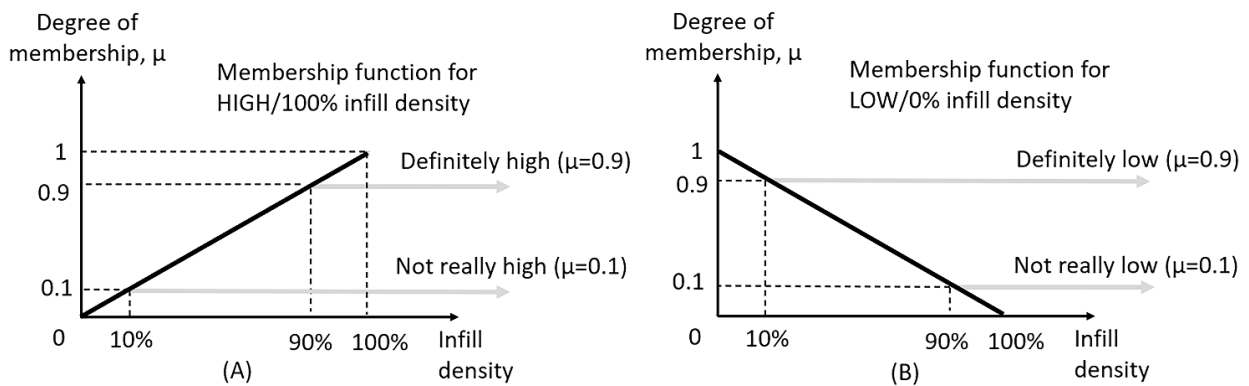 Degree of
membership, μ
Membership function for
HIGH/100% infill density
1
Definitely high (μ=0.9)
0.9
Not really high (μ=0.1)
0.1
0
10%
90%
100%
Infill
density
(A)
Degree of
membership, μ
Membership function for
LOW/0% infill density
1
Definitely low (μ=0.9)
0.9
Not really low (μ=0.1)
0.1
0
10%
90%
100%
Infill
density
(B)